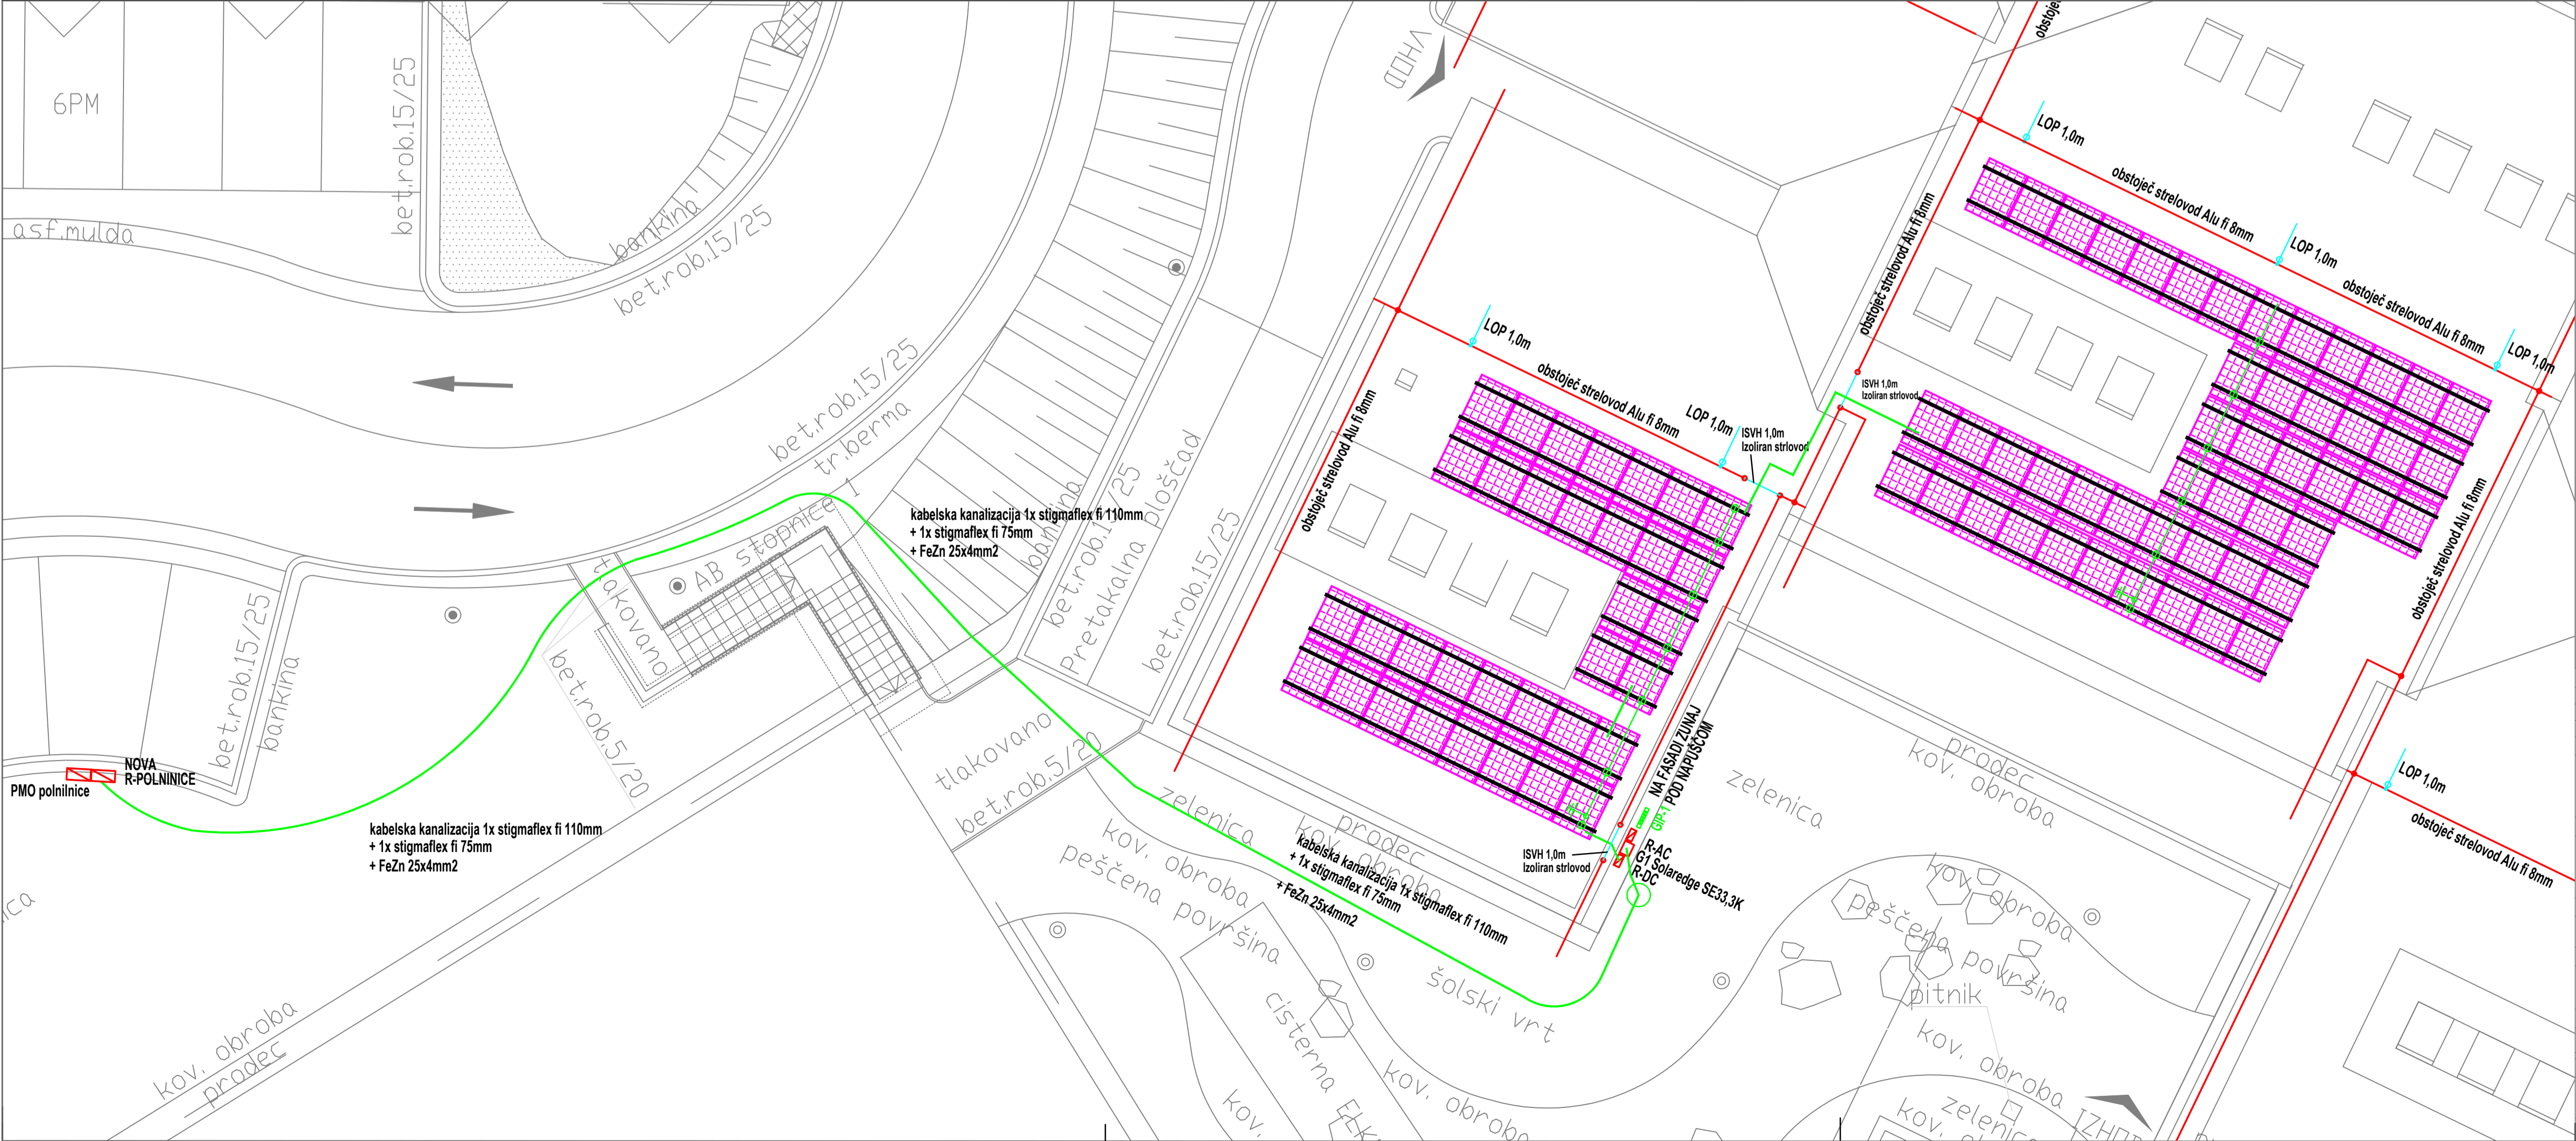 6PM
bet.rob.15/25
asf.mulda
bankina
bet.rob.15/25
bet.rob.15/25
tr.berma
AB stopnice 1
tlakovano
bet.rob.15/25
bankina
bet.rob.5/20
NOVA
R-POLNINICE
PMO polnilnice
kabelska kanalizacija 1x stigmaflex fi 110mm
+ 1x stigmaflex fi 75mm
+ FeZn 25x4mm2
kabelska kanalizacija 1x stigmaflex fi 110mm
+ 1x stigmaflex fi 75mm
+ FeZn 25x4mm2
bankina
bet.rob.15/25
Pretakalna ploščad
bet.rob.15/25
tlakovano
bet.rob.5/20
zelenica
kov. obroba
prodec
kov. obroba
peščena površina
prodec
kov. obroba
kabelska kanalizacija 1x stigmaflex fi 110mm
+ 1x stigmaflex fi 75mm
+ FeZn 25x4mm2
cisterna
šolski vrt
kov. obroba
kov.
VHOD
LOP 1,0m
obstoječ strelovod Alu fi 8mm
obstoječ strelovod Alu fi 8mm
LOP 1,0m
ISVH 1,0m
Izoliran strlovod
ISVH 1,0m
Izoliran strlovod
ISVH 1,0m
Izoliran strlovod
NA FASADI ZUNAJ
POD NAPUŠČOM
GIP-1
R-AC
G1 Solaredge SE33,3K
R-DC
obstoječ strelovod Alu fi 8mm
LOP 1,0m
obstoječ strelovod Alu fi 8mm
LOP 1,0m
obstoječ strelovod Alu fi 8mm
LOP 1,0m
obstoječ strelovod Alu fi 8mm
LOP 1,0m
obstoječ strelovod Alu fi 8mm
prodec
kov. obroba
zelenica
kov. obroba
peščena površina
pitnik
kov. obroba
zelenica